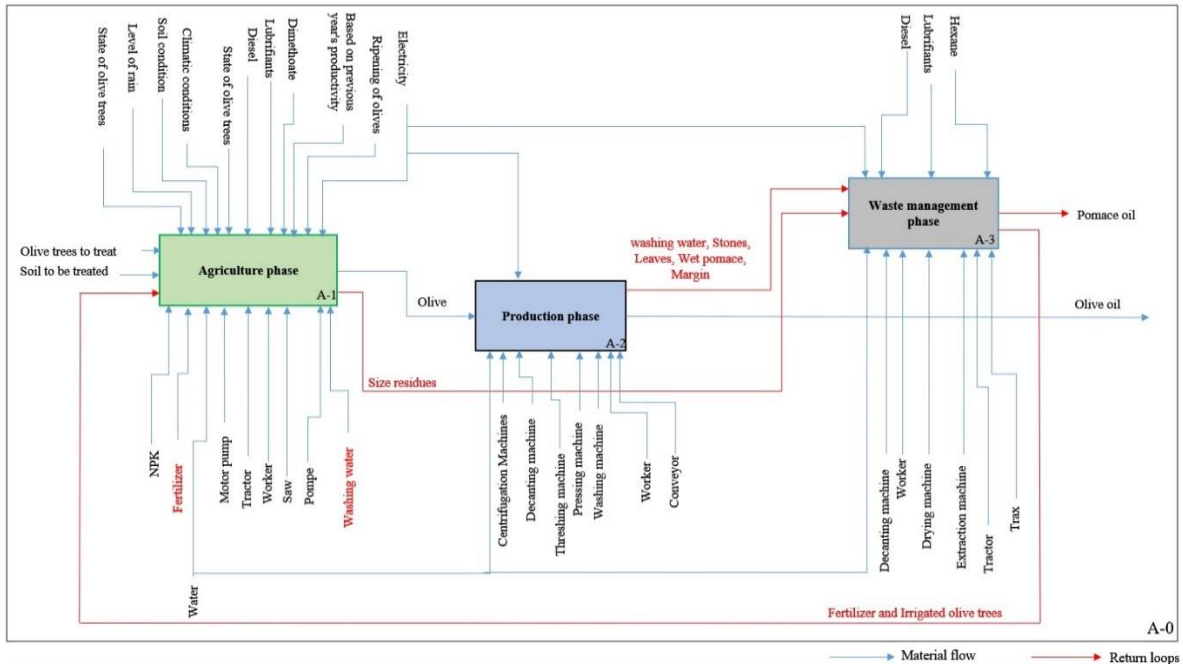 State of olive trees
Level of rain
Soil condition
Climatic conditions
State of olive trees
Diesel
Lubrifiants
Dimethoate
Based on previous
year's productivity
Ripening of olives
Electricity
Diesel
Lubrifiants
Hexane
Olive trees to treat
Soil to be treated
Agriculture phase
A-1
Olive
washing water, Stones,
Leaves, Wet pomace,
Margin
Production phase
A-2
Waste management
phase
A-3
Pomace oil
Olive oil
Size residues
NPK
Fertilizer
Water
Motor pump
Tractor
Worker
Saw
Pompe
Washing water
Centrifugation Machines
Decanting machine
Threshing machine
Pressing machine
Washing machine
Worker
Conveyor
Decanting machine
Worker
Drying machine
Extraction machine
Tractor
Trax
Fertilizer and Irrigated olive trees
A-0
Material flow
Return loops